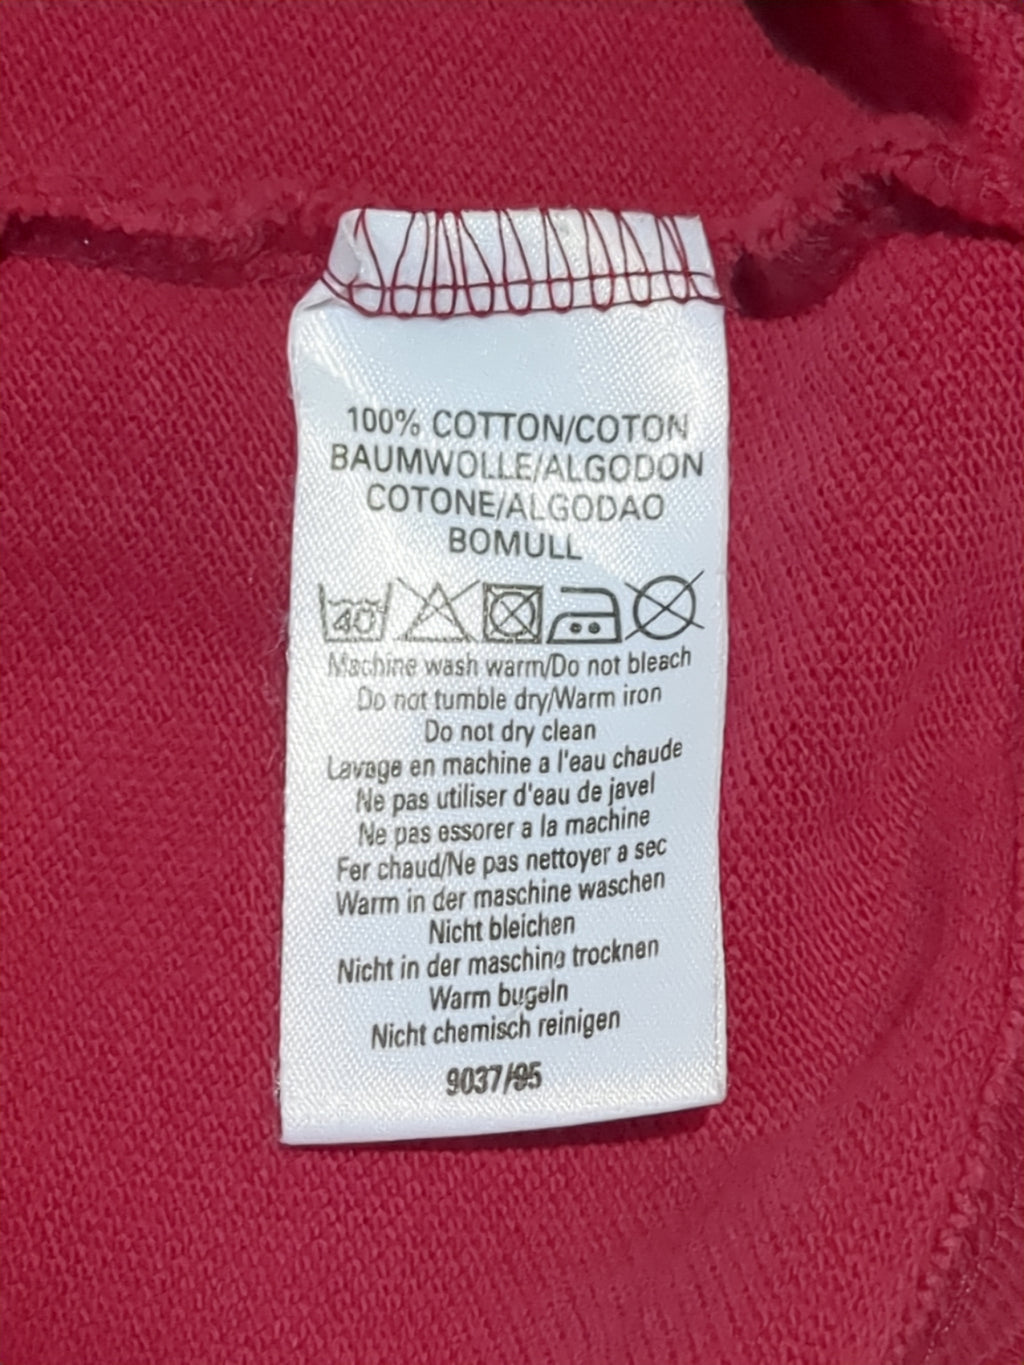 100% COTTON/COTON
BAUMWOLLE/ALGODON
COTONE/ALGODAO
BOMULL
40
Machine wash warm/Do not bleach
Do not tumble dry/Warm iron
Do not dry clean
Lavage en machine a l'eau chaude
Ne pas utiliser d'eau de javel
Ne pas essorer a la machine
Fer chaud/Ne pas nettoyer a sec
Warm in der maschine waschen
Nicht bleichen
Nicht in der maschine trocknen
Warm bugeln
Nicht chemisch reinigen
9037/95